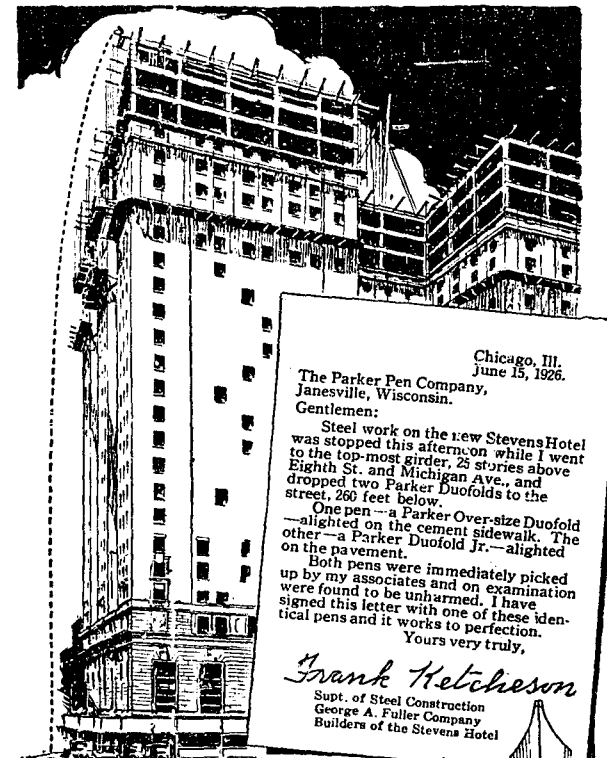 Chicago, Ill.
June 15, 1926.
The Parker Pen Company,
Janesville, Wisconsin.
Gentlemen:
Steel work on the new Stevens Hotel
was stopped this afternoon while I went
to the top-most girder, 25 stories above
Eighth St. and Michigan Ave., and
dropped two Parker Duofolds to the
street, 260 feet below.
One pen—a Parker Over-size Duofold
—alighted on the cement sidewalk. The
other—a Parker Duofold Jr.—alighted
on the pavement.
Both pens were immediately picked
up by my associates and on examination
were found to be unharmed. I have
signed this letter with one of these iden-
tical pens and it works to perfection.
Yours very truly,
Frank Ketcheson
Supt. of Steel Construction
George A. Fuller Company
Builders of the Stevens Hotel